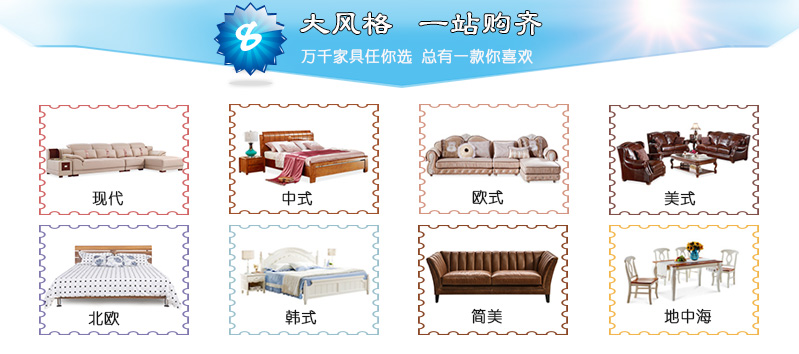 8 大风格 一站购齐
万千家具任你选 总有一款你喜欢
现代
中式
欧式
美式
北欧
韩式
简美
地中海